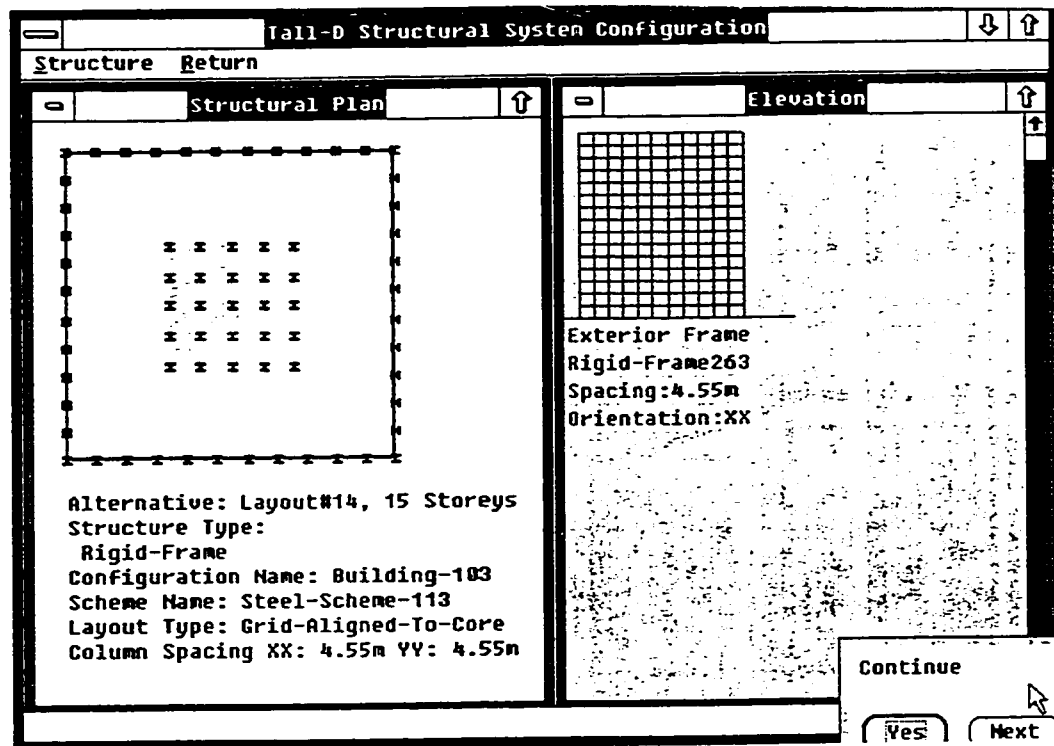 Tall-D Structural System Configuration
Structure Return
Structural Plan
Alternative: Layout#14, 15 Storeys
Structure Type:
Rigid-Frame
Configuration Name: Building-103
Scheme Name: Steel-Scheme-113
Layout Type: Grid-Aligned-To-Core
Column Spacing XX: 4.55m YY: 4.55m
Elevation
Exterior Frame
Rigid-Frame263
Spacing:4.55m
Orientation:XX
Continue
Yes Next